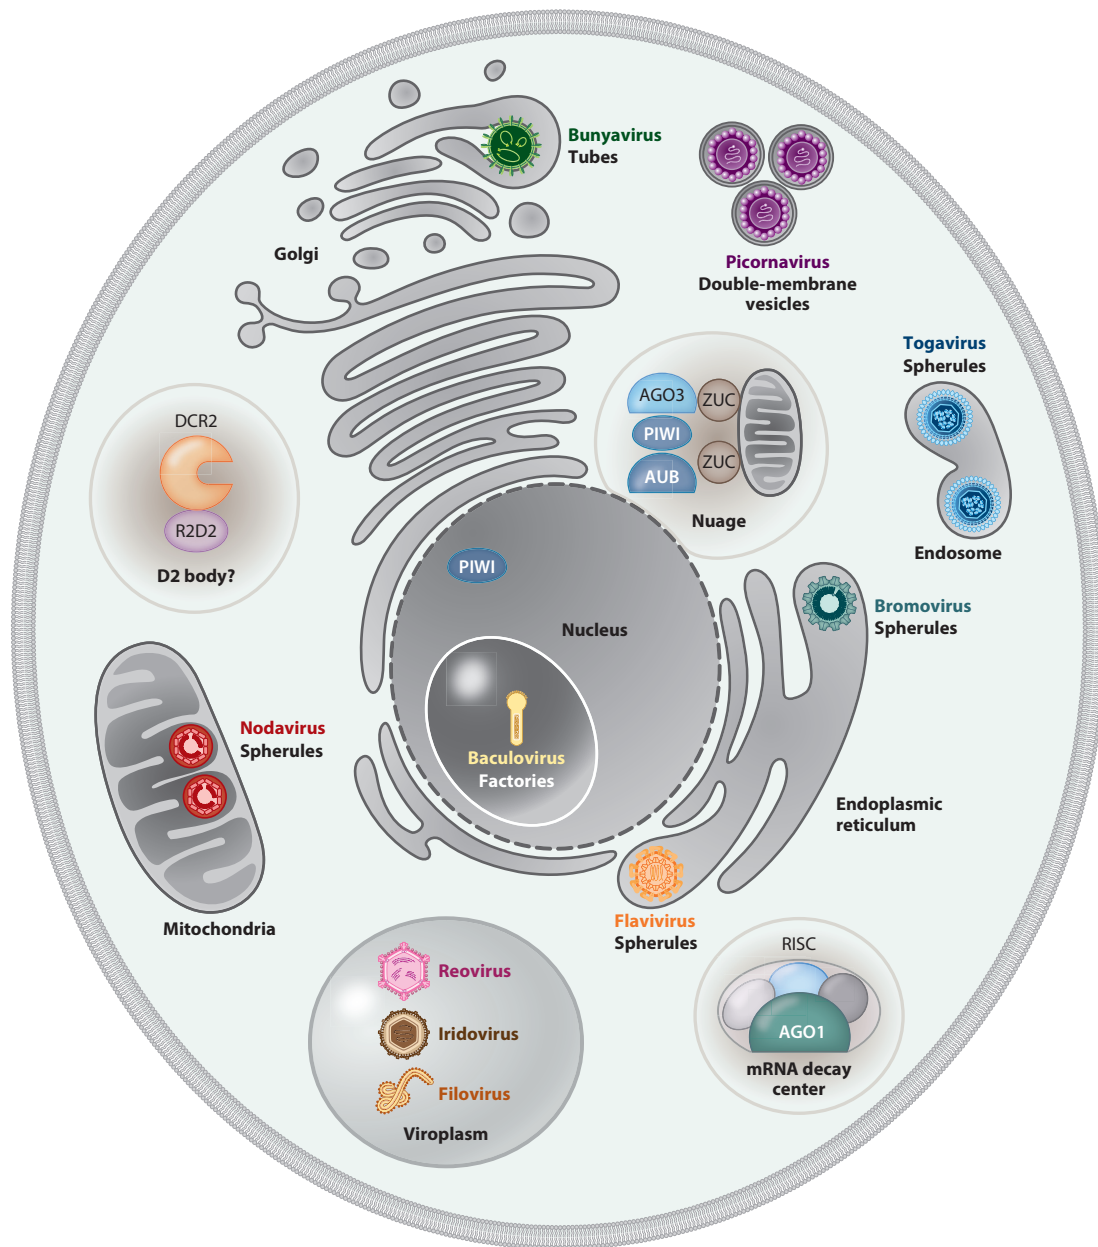 Bunyavirus
Tubes
Golgi
Picornavirus
Double-membrane
vesicles
Togavirus
Spherules
Endosome
DCR2
R2D2
D2 body?
AGO3
ZUC
PIWI
ZUC
AUB
Nuage
PIWI
Nucleus
Bromovirus
Spherules
Nodavirus
Spherules
Mitochondria
Baculovirus
Factories
Endoplasmic
reticulum
Flavivirus
Spherules
Reovirus
Iridovirus
Filovirus
Viroplasm
RISC
AGO1
mRNA decay
center